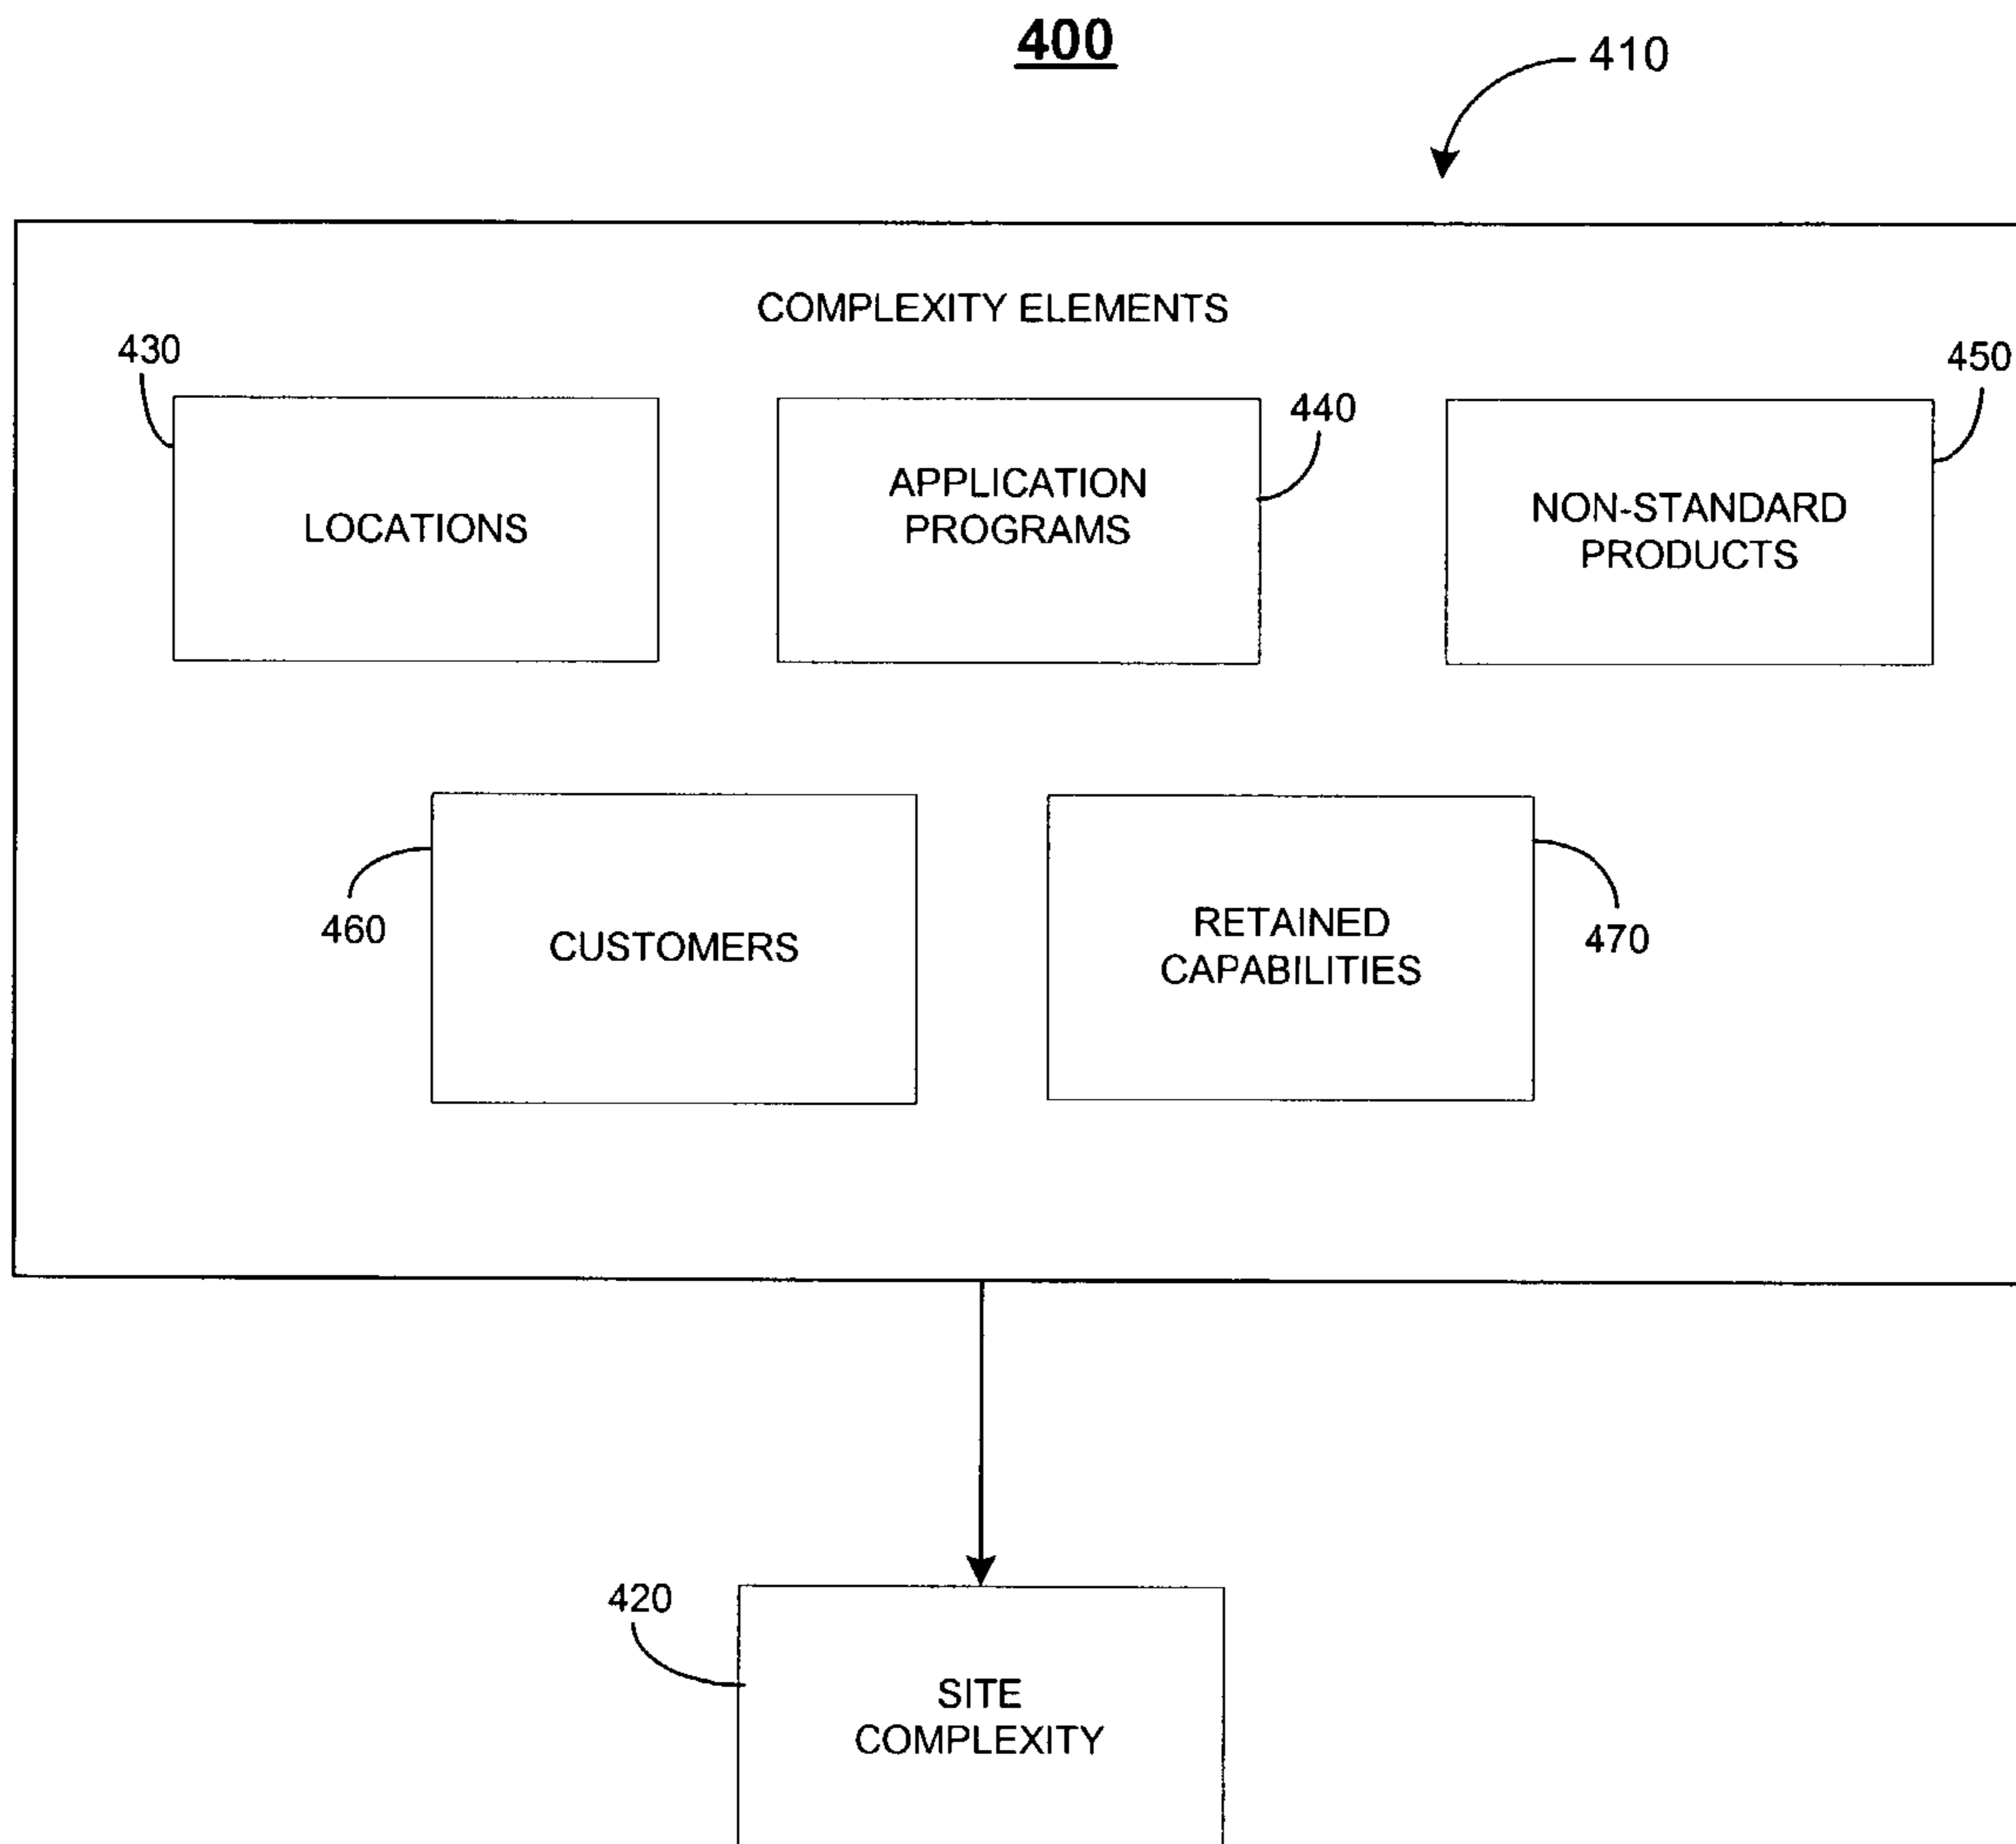 400
410
COMPLEXITY ELEMENTS
430
440
450
LOCATIONS
APPLICATION
PROGRAMS
NON-STANDARD
PRODUCTS
460
CUSTOMERS
RETAINED
CAPABILITIES
470
420
SITE
COMPLEXITY